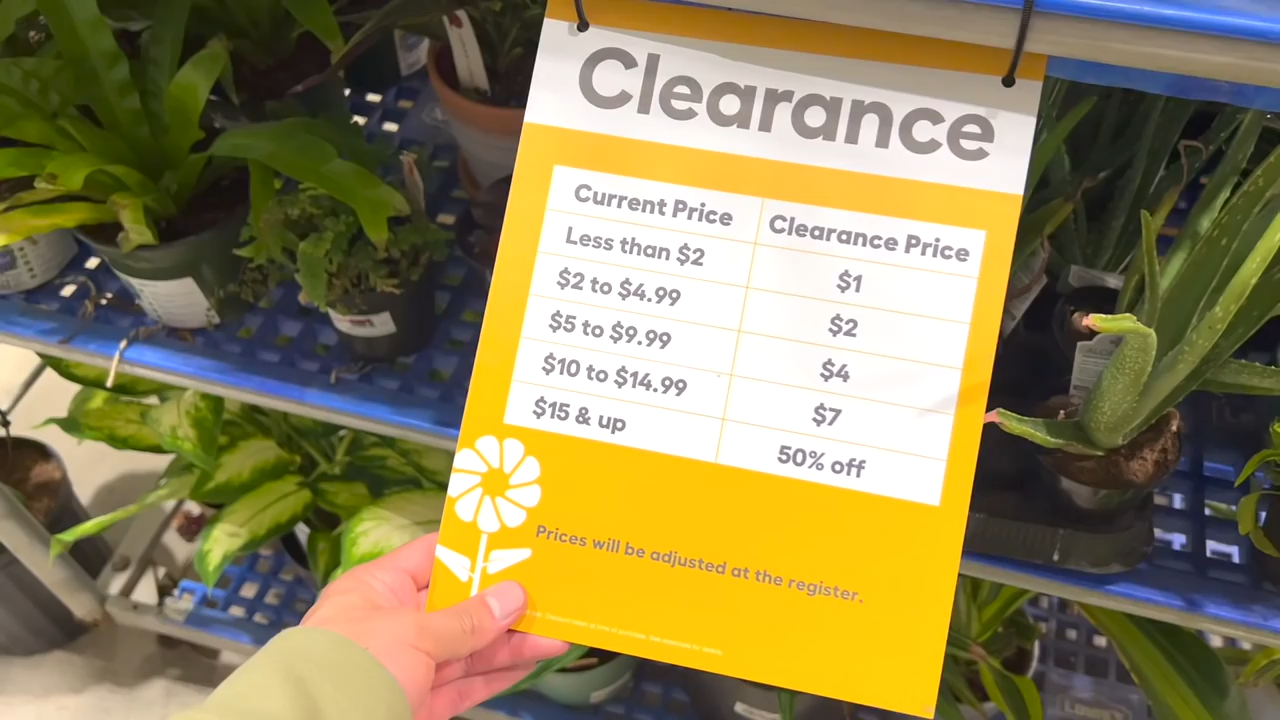 Clearance
Current Price Clearance Price
Less than $2 $1
$2 to $4.99 $2
$5 to $9.99 $4
$10 to $14.99 $7
$15 & up 50% off
Prices will be adjusted at the register.